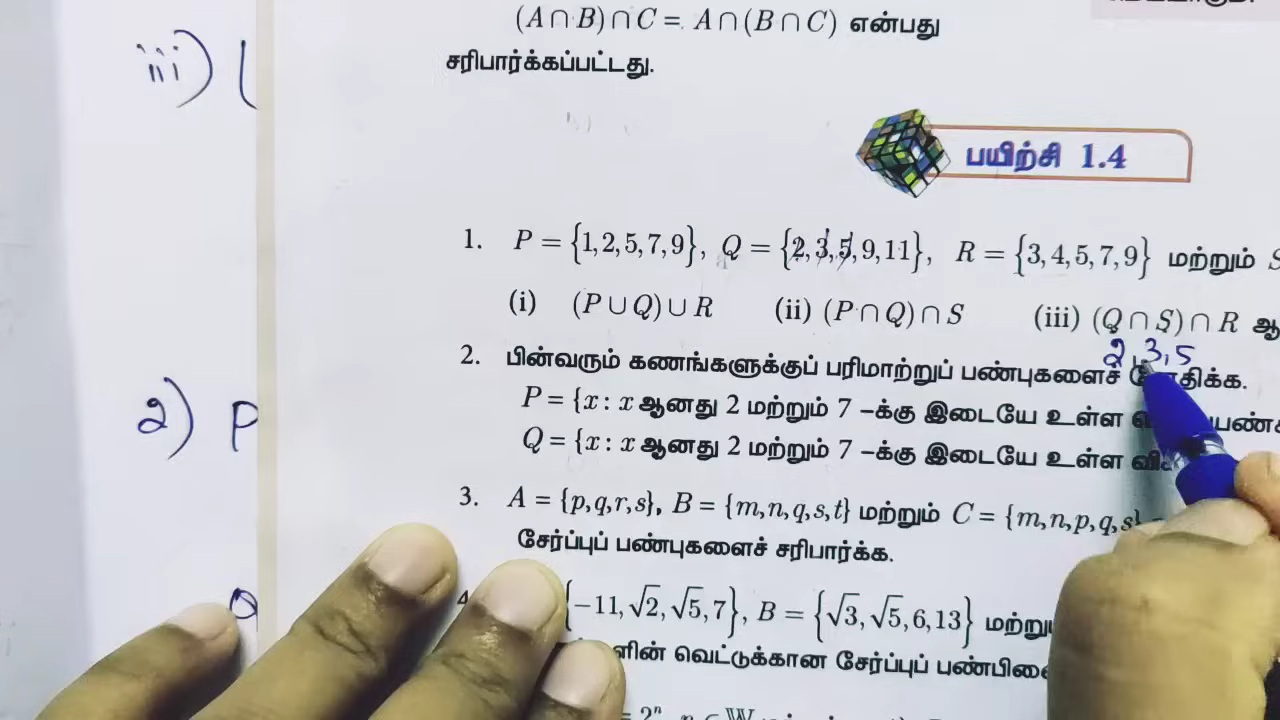 (A∩B)∩C = A∩(B∩C) என்பது
சரிபார்க்கப்பட்டது.
iii) (
பயிற்சி 1.4
1. P = {1,2,5,7,9}, Q = {2,3,5,9,11}, R = {3,4,5,7,9} மற்றும் S
(i) (P∪Q)∪R (ii) (P∩Q)∩S (iii) (Q∩S)∩R
2, 3, 5
2. பின்வரும் கணங்களுக்குப் பரிமாற்றுப் பண்புகளைச்
2) P
P = {x : x ஆனது 2 மற்றும் 7 –க்கு இடையே உள்ள
Q = {x : x ஆனது 2 மற்றும் 7 –க்கு இடையே உள்ள
3. A = {p,q,r,s}, B = {m,n,q,s,t} மற்றும் C = {m,n,p,q,s}
சேர்ப்புப் பண்புகளைச் சரிபார்க்க.
Q
{−11,√2,√5,7}, B = {√3,√5,6,13}
வெட்டுக்கான சேர்ப்புப்